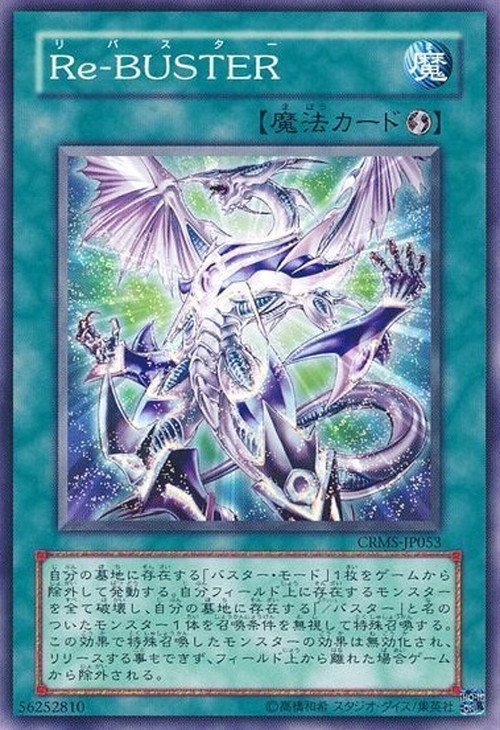 リバスター
Re-BUSTER
魔
【魔法カード】
CRMS-JP053
自分の墓地に存在する「バスター・モード」1枚をゲームから
除外して発動する。自分フィールド上に存在するモンスター
を全て破壊し、自分の墓地に存在する「/バスター」と名の
ついたモンスター1体を召喚条件を無視して特殊召喚する。
この効果で特殊召喚したモンスターの効果は無効化され、
リリースする事もできず、フィールド上から離れた場合ゲーム
から除外される。
56252810
©高橋和希 スタジオ・ダイス/集英社